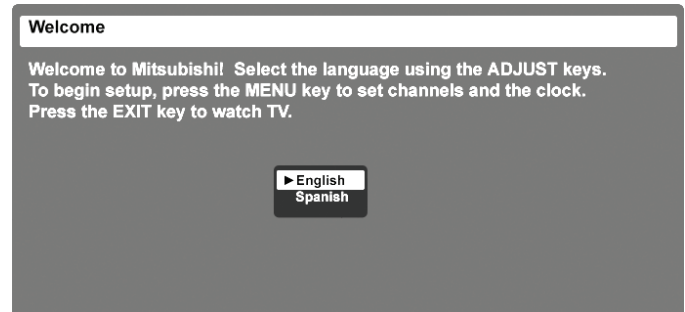 Welcome
Welcome to Mitsubishi! Select the language using the ADJUST keys.
To begin setup, press the MENU key to set channels and the clock.
Press the EXIT key to watch TV.
►English
Spanish